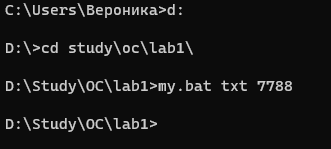 C:\Users\Вероника>d:
D:\>cd study\oc\lab1\
D:\Study\OC\lab1>my.bat txt 7788
D:\Study\OC\lab1>